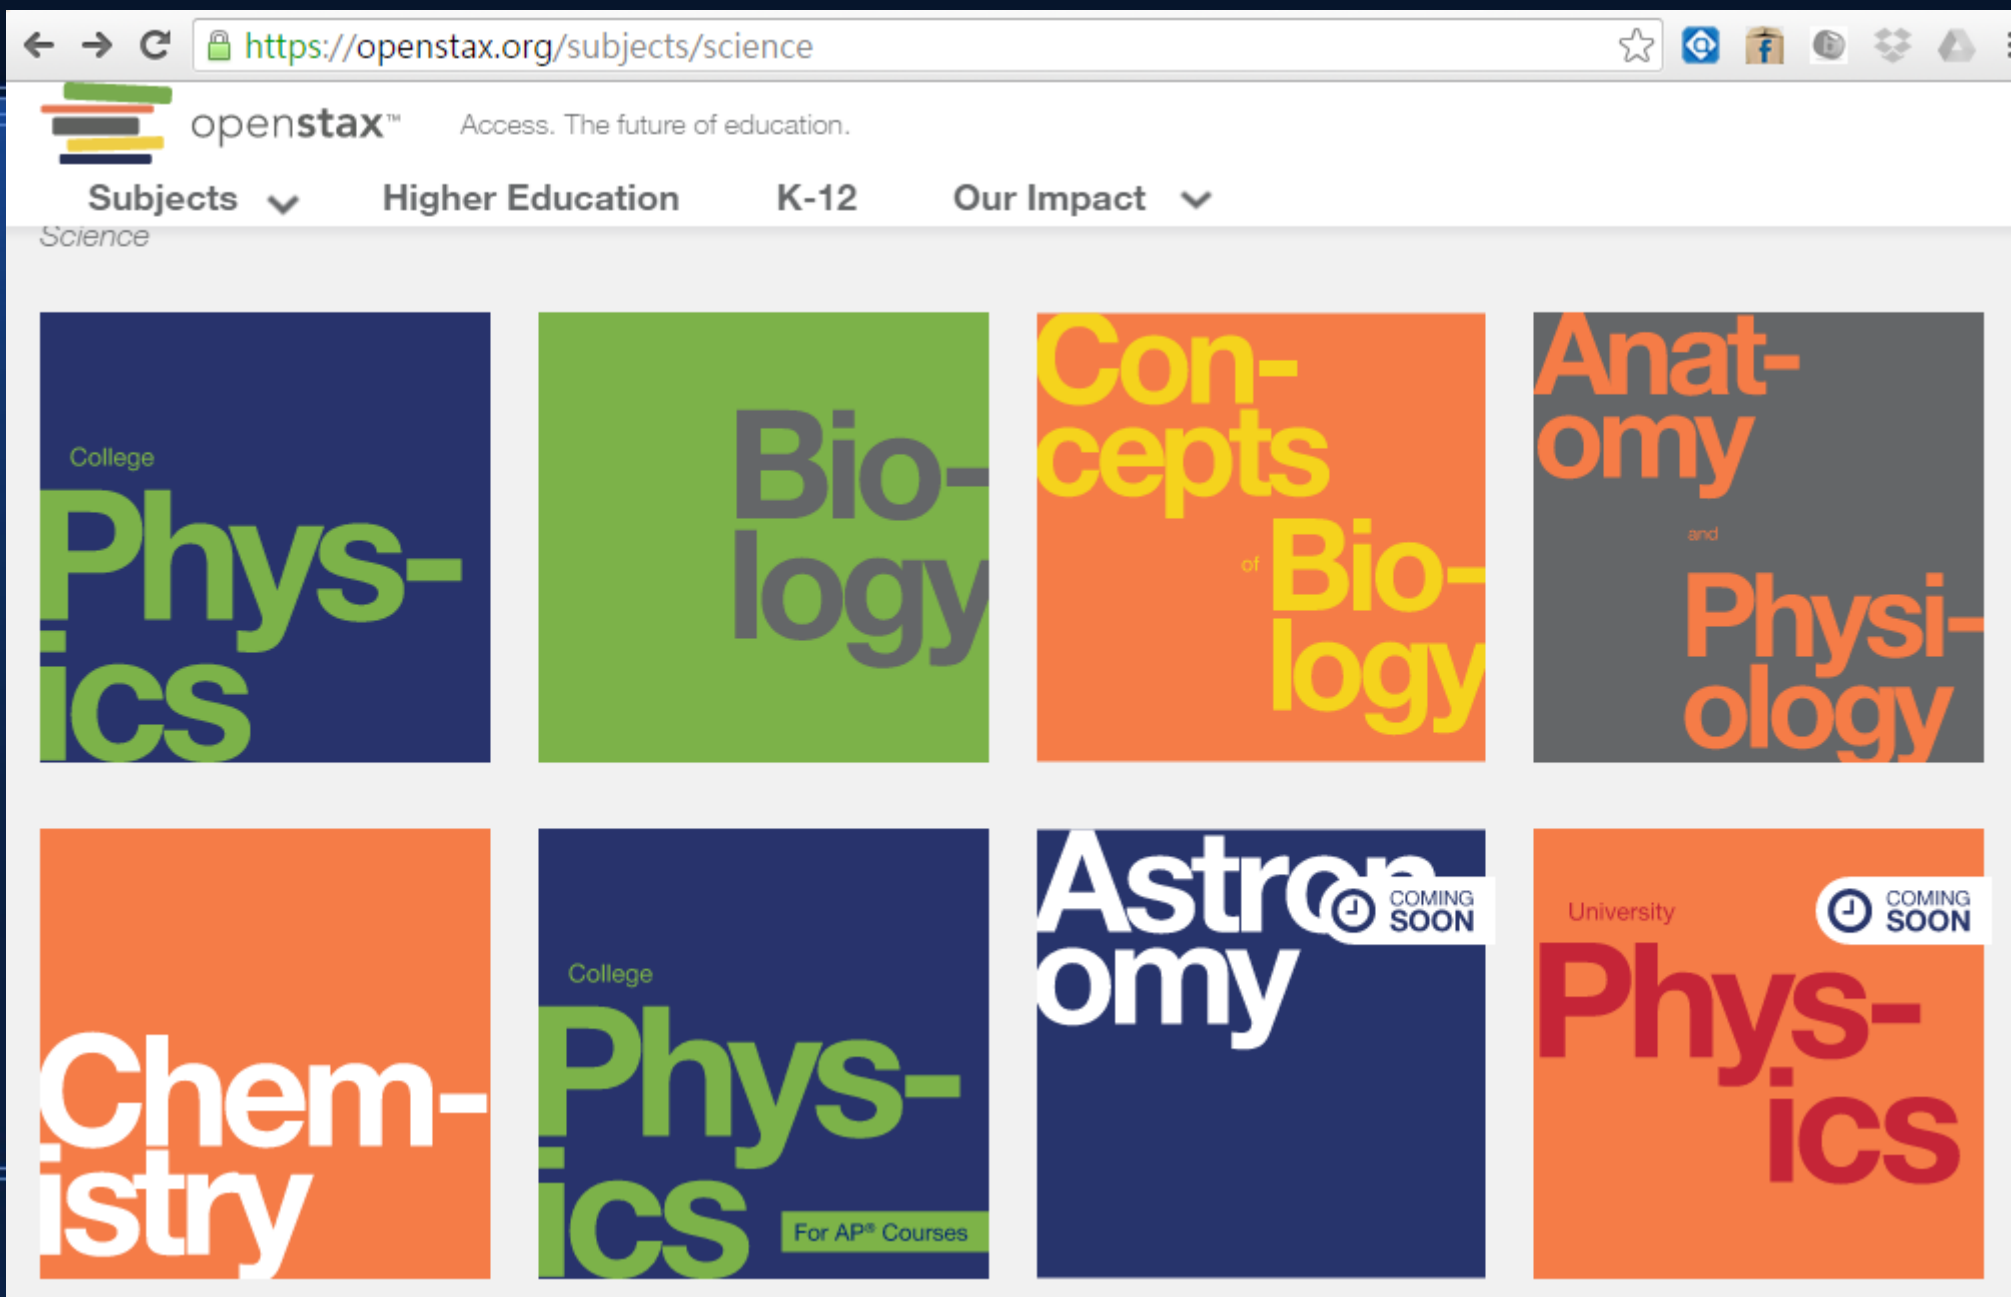 https://openstax.org/subjects/science
openstax™ Access. The future of education.
Subjects Higher Education K-12 Our Impact
Science
College
Phys-
ics
Bio-
logy
Con-
cepts
of Bio-
logy
Anat-
omy
and
Physi-
ology
Chem-
istry
College
Phys-
ics
For AP® Courses
Astron
omy
COMING
SOON
University
Phys-
ics
COMING
SOON